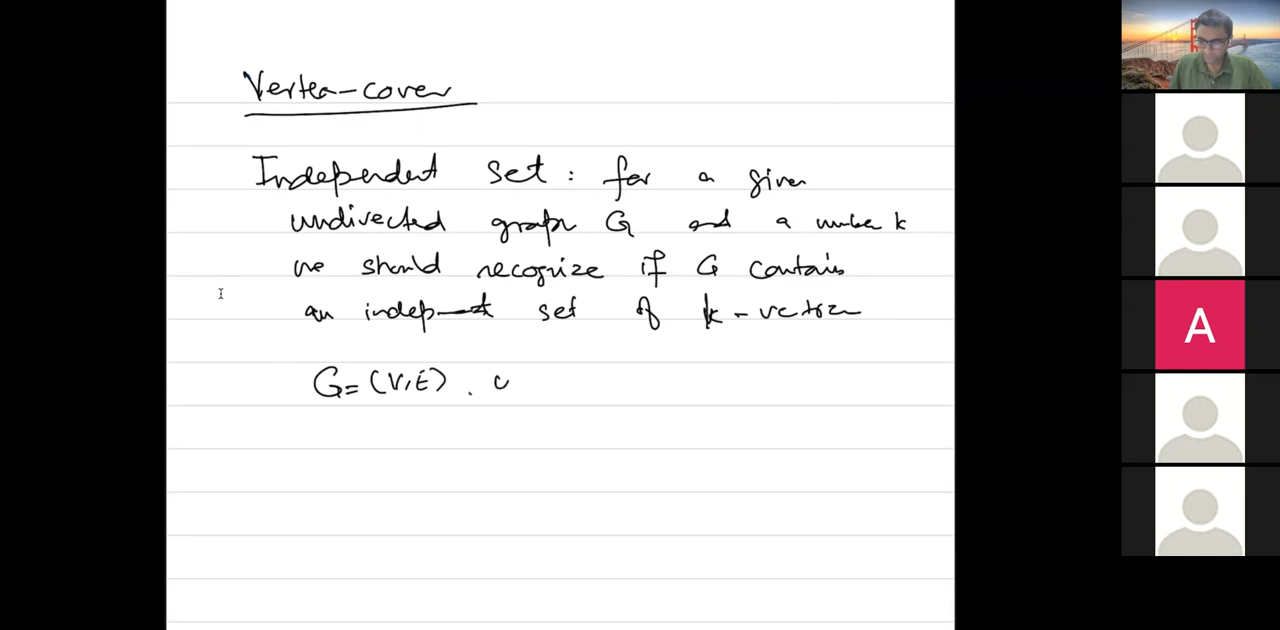 Vertex-cover
Independent set : for a given
undirected graph G and a number k
we should recognize if G contains
an independent set of k-vertex
G=(V,E) .
A